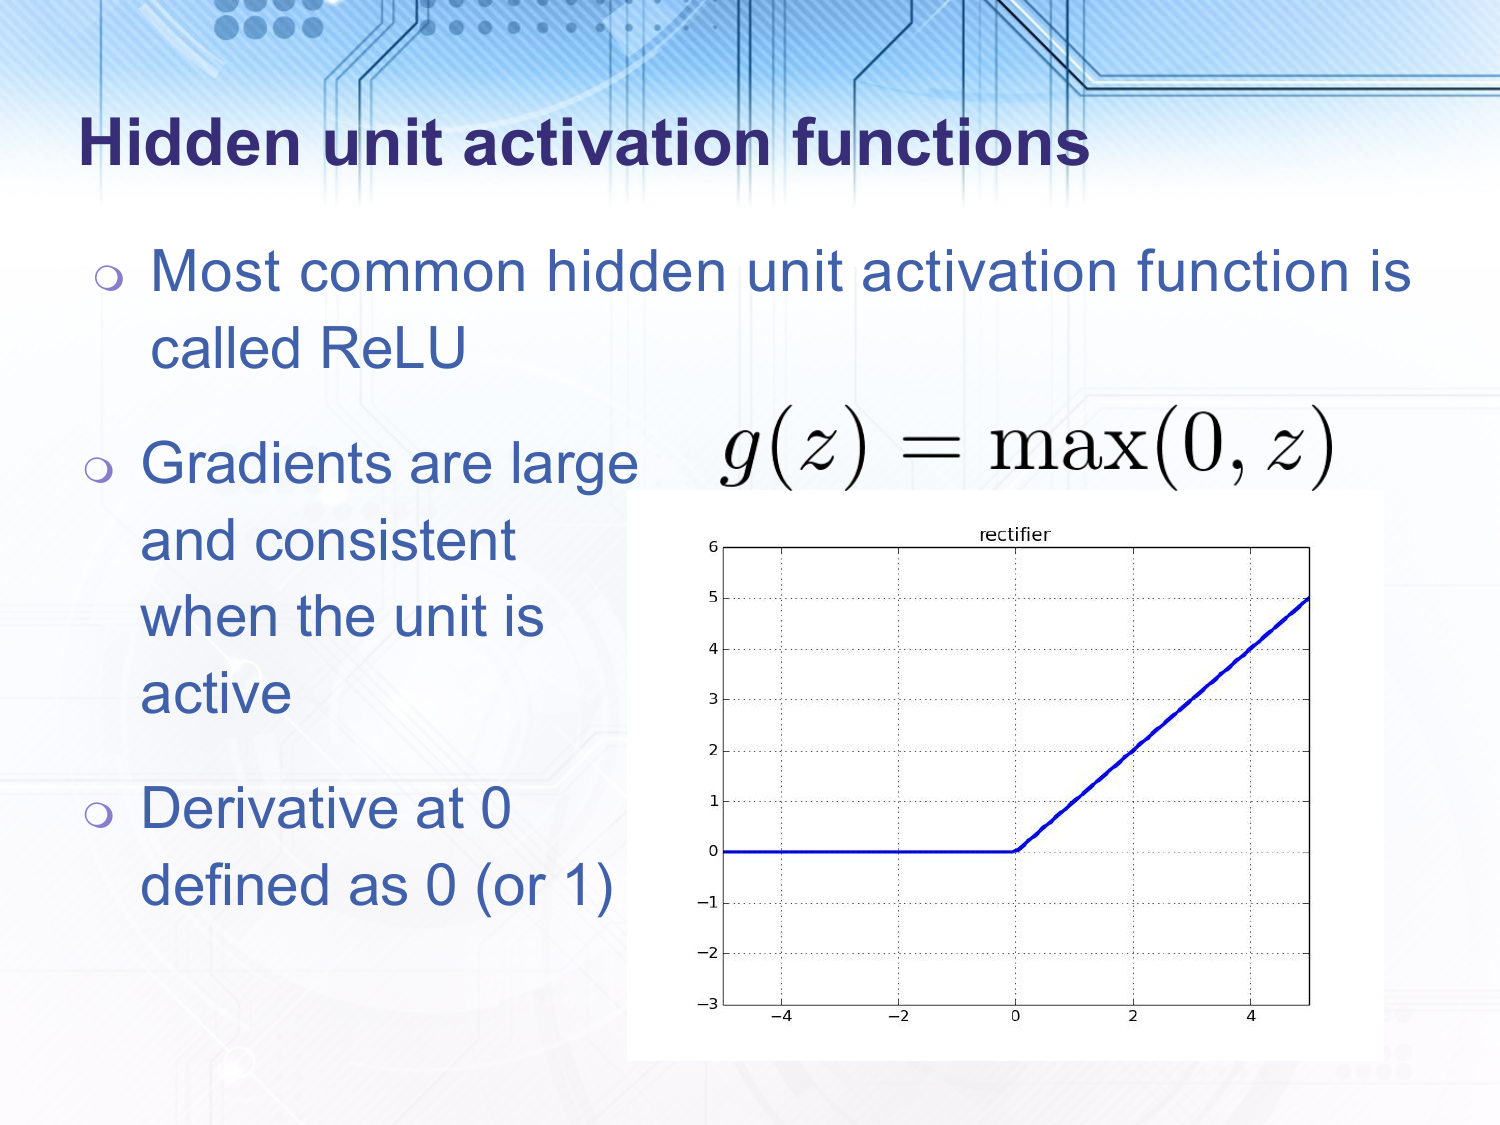 Hidden unit activation functions
Most common hidden unit activation function is
called ReLU
Gradients are large
and consistent
when the unit is
active
Derivative at 0
defined as 0 (or 1)
g(z) = max(0, z)
rectifier
6
5
4
3
2
1
0
−1
−2
−3
−4 −2 0 2 4